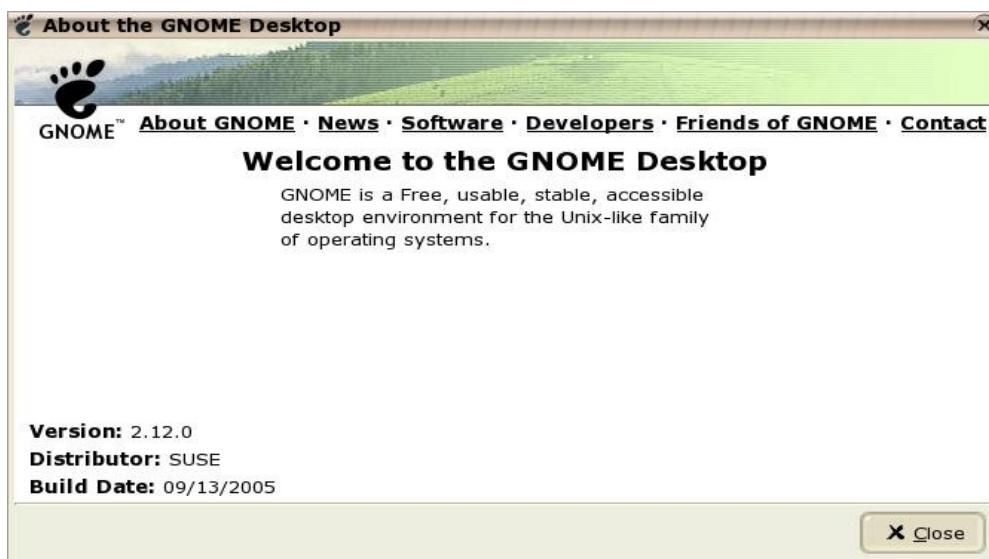 About the GNOME Desktop
GNOME™
About GNOME · News · Software · Developers · Friends of GNOME · Contact
Welcome to the GNOME Desktop
GNOME is a Free, usable, stable, accessible
desktop environment for the Unix-like family
of operating systems.
Version: 2.12.0
Distributor: SUSE
Build Date: 09/13/2005
Close